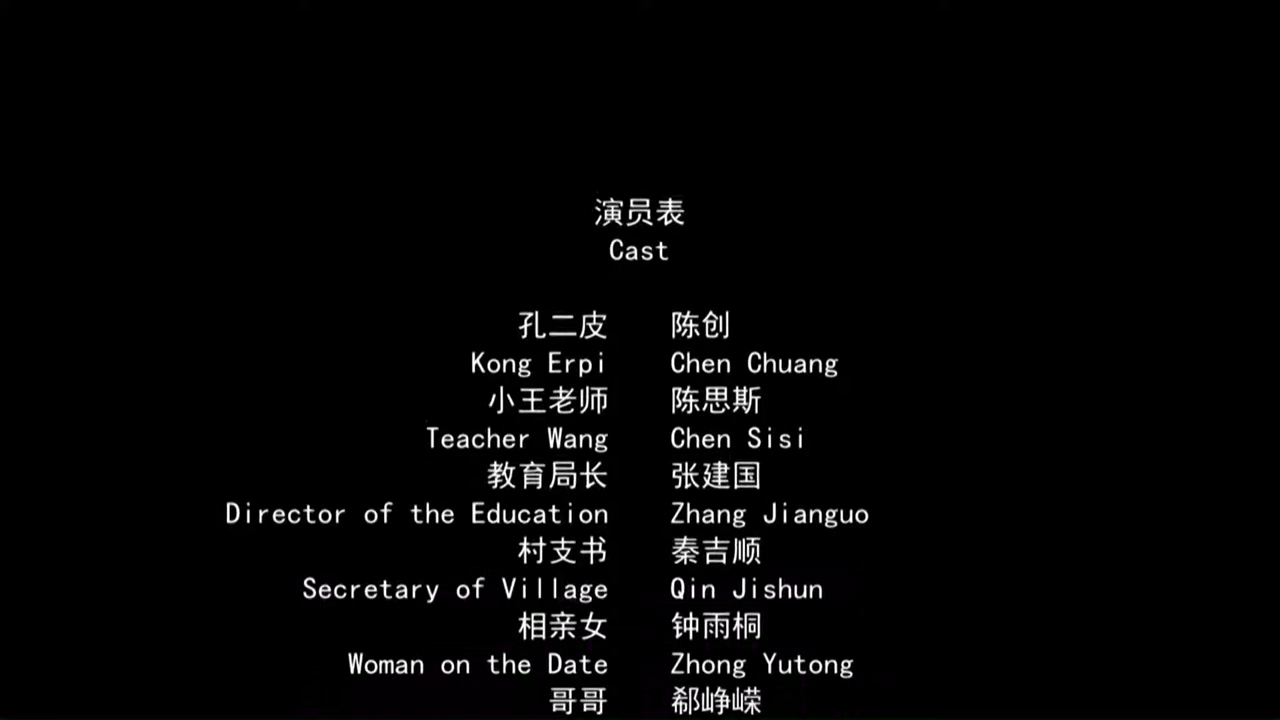 演员表
Cast
孔二皮 陈创
Kong Erpi Chen Chuang
小王老师 陈思斯
Teacher Wang Chen Sisi
教育局长 张建国
Director of the Education Zhang Jianguo
村支书 秦吉顺
Secretary of Village Qin Jishun
相亲女 钟雨桐
Woman on the Date Zhong Yutong
哥哥 郗峥嵘